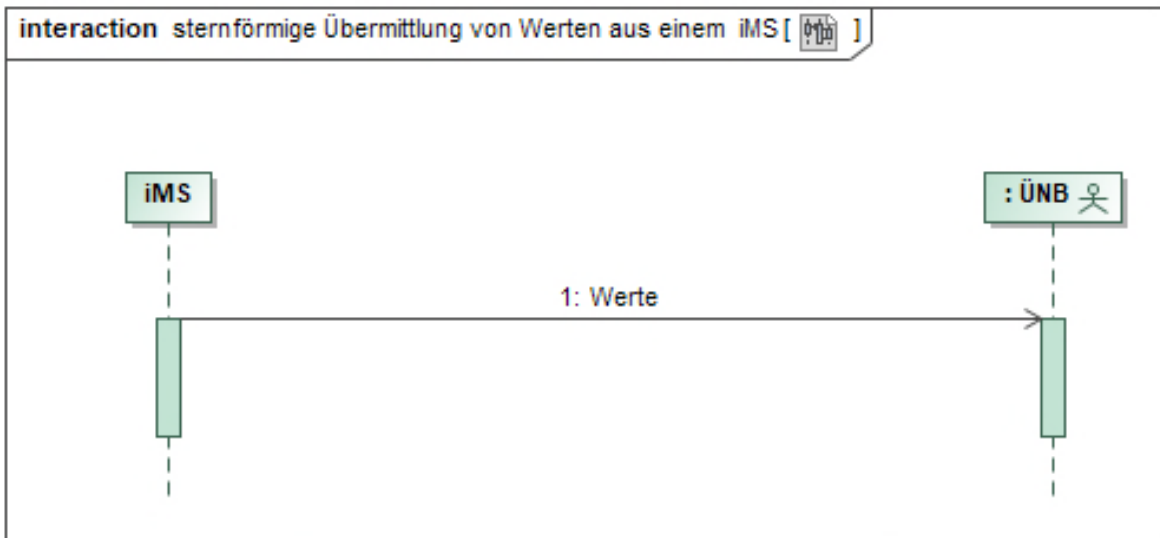 interaction sternförmige Übermittlung von Werten aus einem iMS [ ]
iMS
: ÜNB
1: Werte